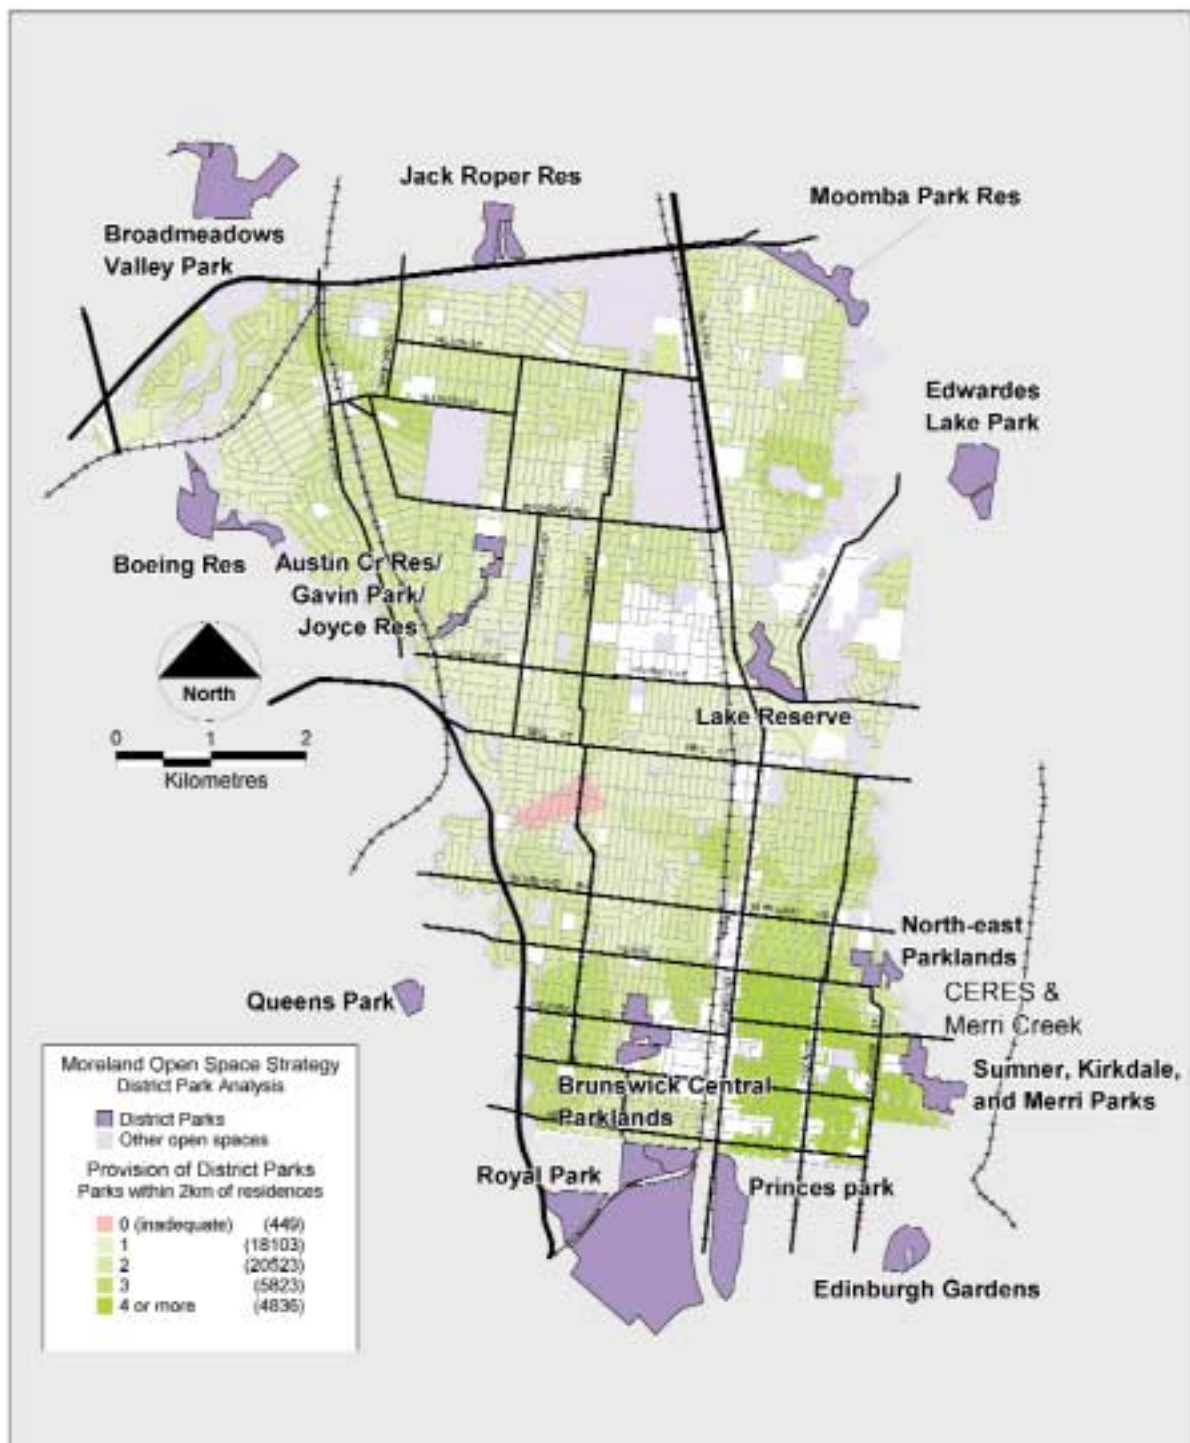 Jack Roper Res
Moomba Park Res
Broadmeadows
Valley Park
Edwardes
Lake Park
Boeing Res
Austin Cr Res/
Gavin Park/
Joyce Res
North
0 1 2
Kilometres
Lake Reserve
North-east
Parklands
CERES &
Merri Creek
Queens Park
Sumner, Kirkdale,
and Merri Parks
Brunswick Central
Parklands
Royal Park
Princes park
Edinburgh Gardens
Moreland Open Space Strategy
District Park Analysis
District Parks
Other open spaces
Provision of District Parks
Parks within 2km of residences
0 (inadequate) (449)
1 (18103)
2 (20523)
3 (5823)
4 or more (4836)